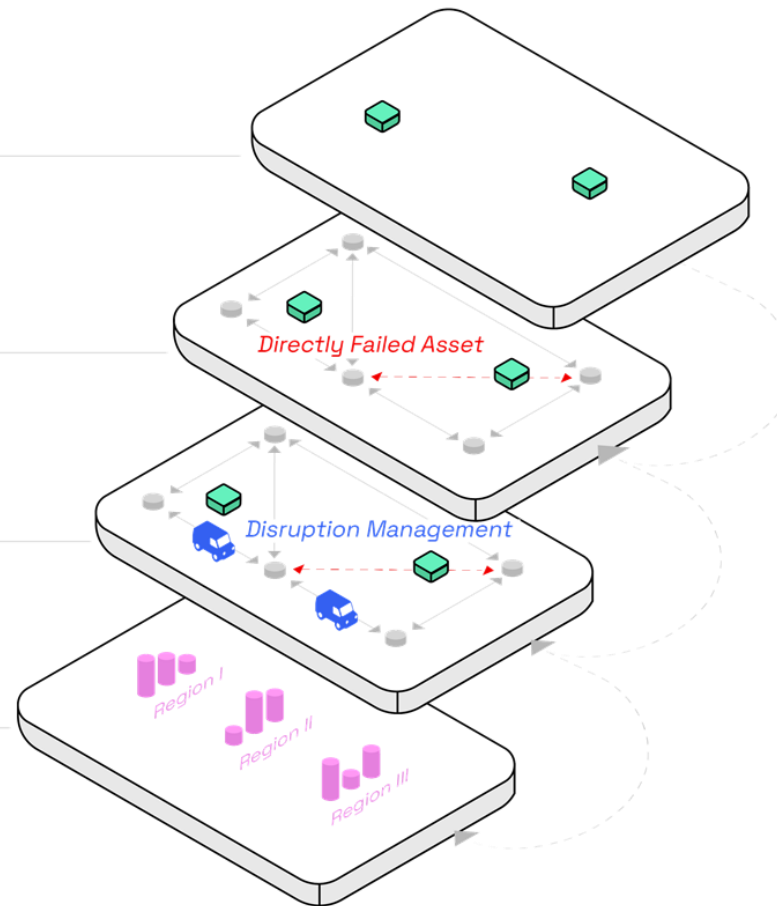 Directly Failed Asset
Disruption Management
Region I
Region II
Region III